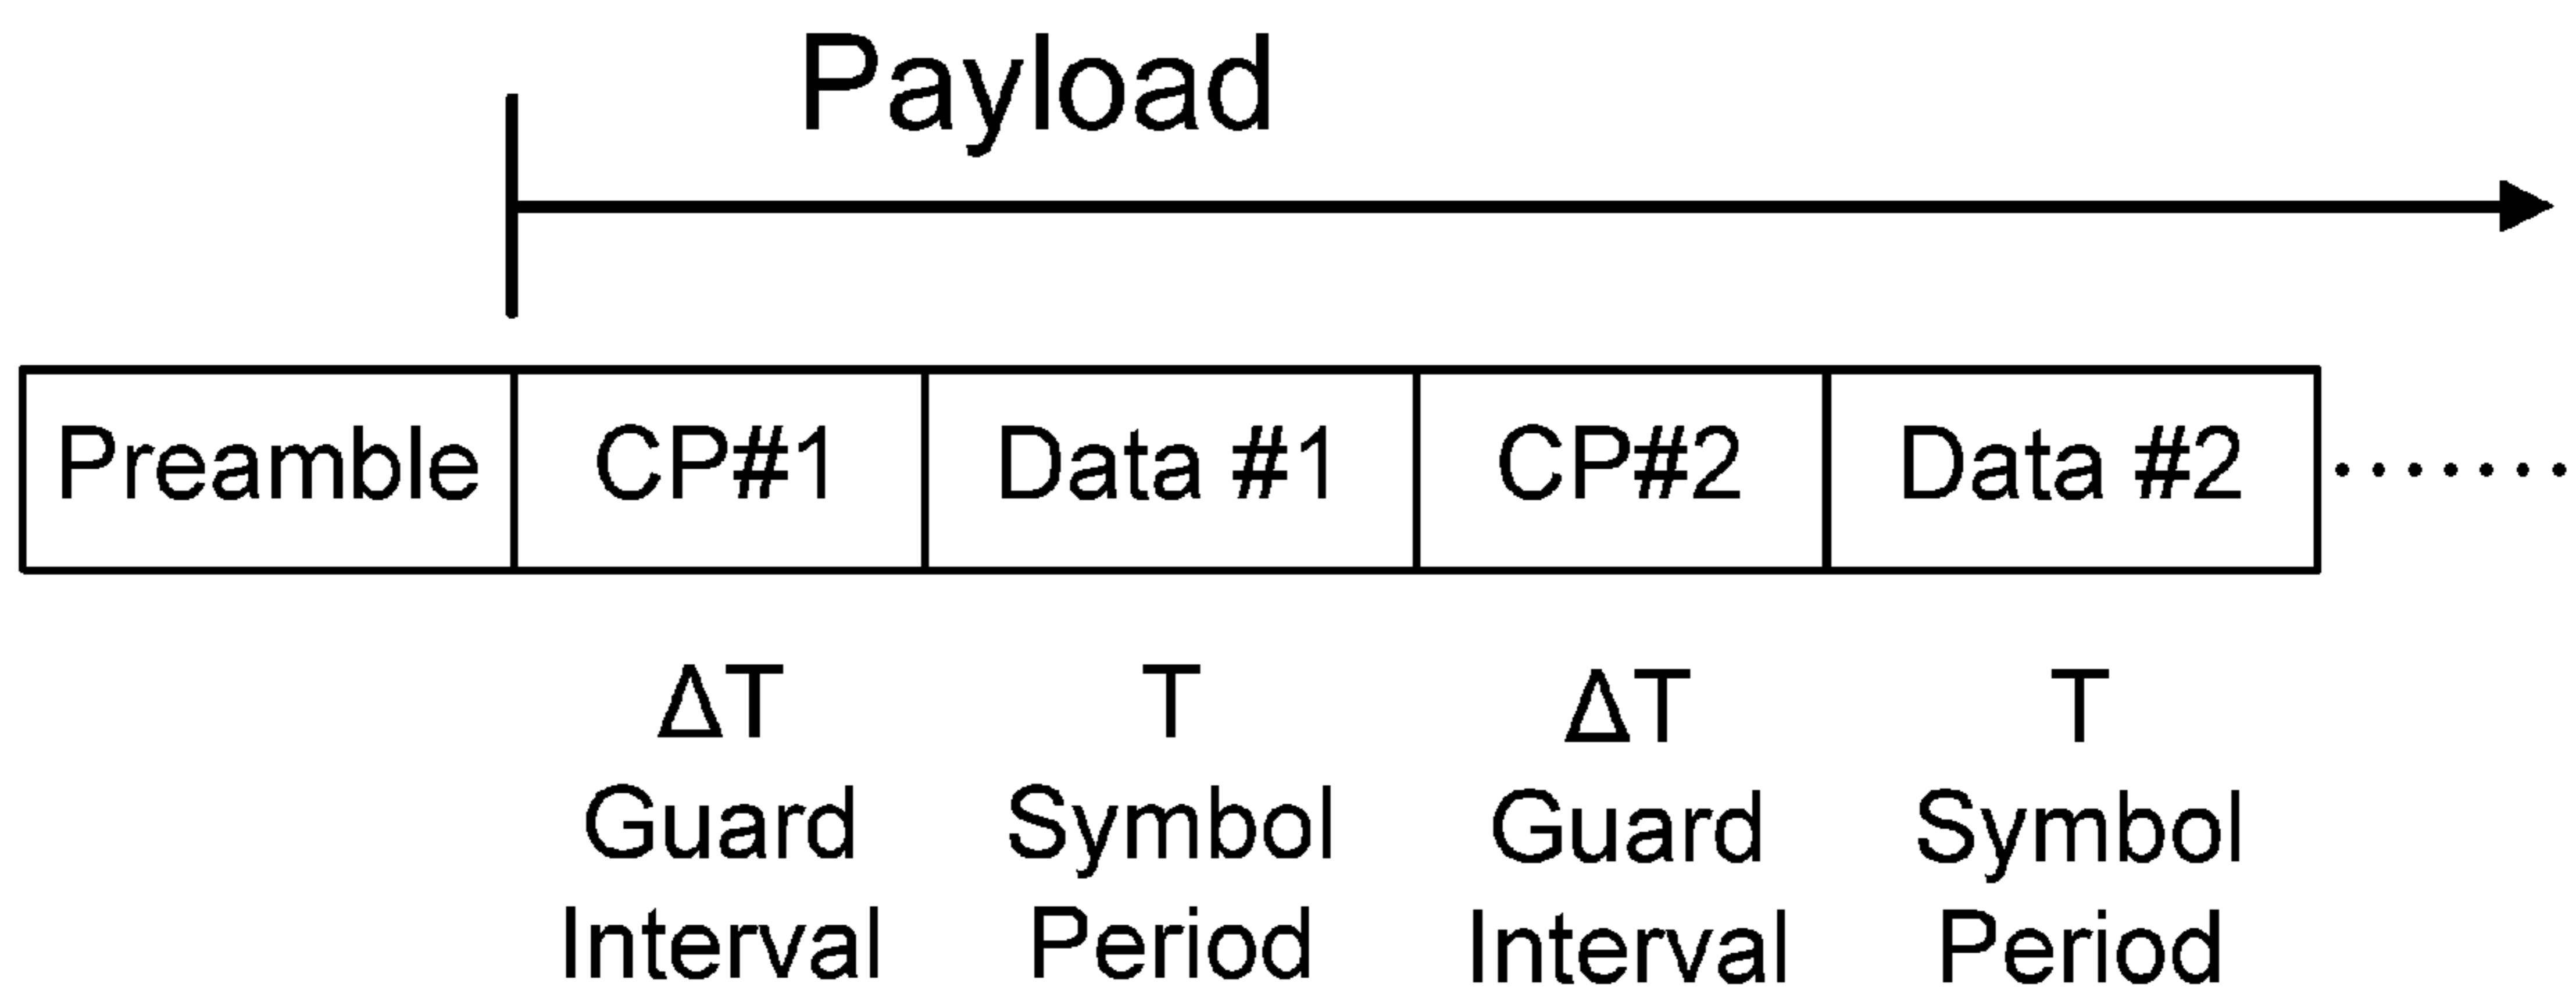 Payload
Preamble CP#1 Data #1 CP#2 Data #2 .......
ΔT T ΔT T
Guard Symbol Guard Symbol
Interval Period Interval Period